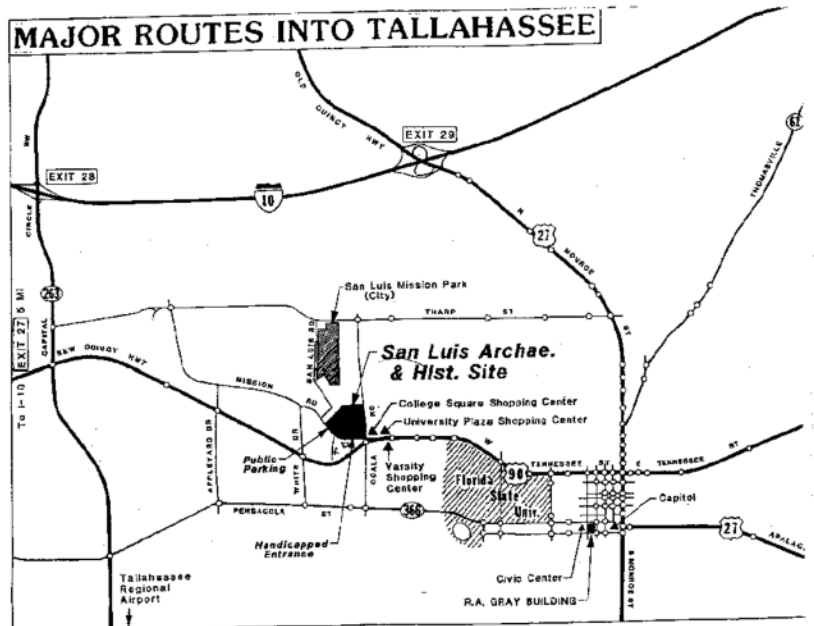 MAJOR ROUTES INTO TALLAHASSEE
OLD QUINCY HWY
EXIT 29
NW
EXIT 28
CIRCLE
10
61
THOMASVILLE
N
27
MONROE
ST
San Luis Mission Park
(City)
263
CAPITAL
SAN LUIS RD
THARP ST
To I-10 EXIT 27 5 MI
NEW QUINCY HWY
MISSION
RD
San Luis Archae.
& Hist. Site
RD
College Square Shopping Center
University Plaza Shopping Center
Public
Parking
APPLEYARD DR
WHITE DR
OCALA
Varsity
Shopping
Center
W
90
TENNESSEE ST
E TENNESSEE ST
Florida
State
Univ.
Capitol
PENSACOLA ST
366
27
APALAC
Handicapped
Entrance
Civic Center
R.A. GRAY BUILDING
S MONROE ST
Tallahassee
Regional
Airport